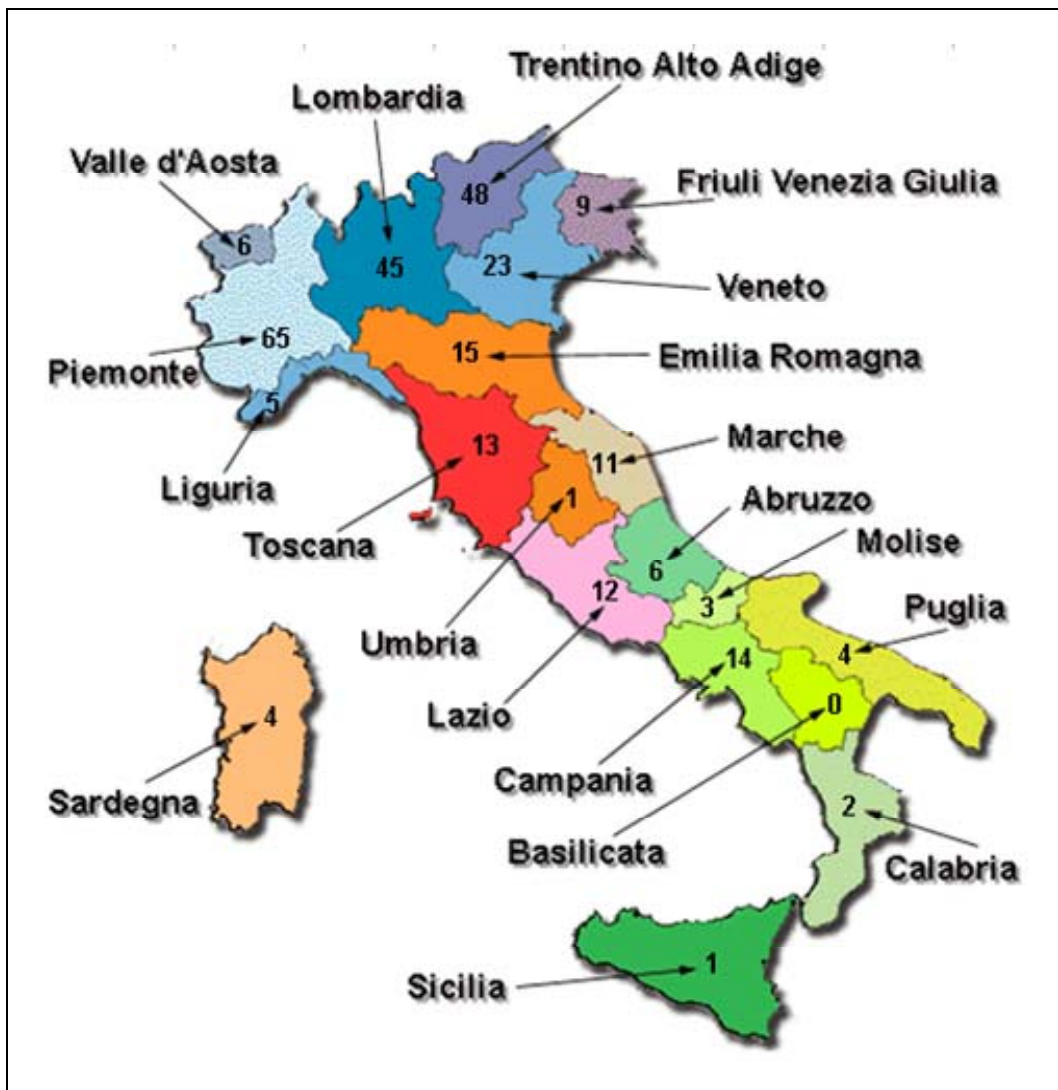 Trentino Alto Adige
Lombardia
Valle d'Aosta
48
Friuli Venezia Giulia
9
6
45
23
Veneto
65
15
Emilia Romagna
Piemonte
5
Marche
13
11
Liguria
1
Abruzzo
Toscana
Molise
6
12
3
Puglia
Umbria
14
4
Lazio
0
4
Campania
Sardegna
2
Basilicata
Calabria
1
Sicilia